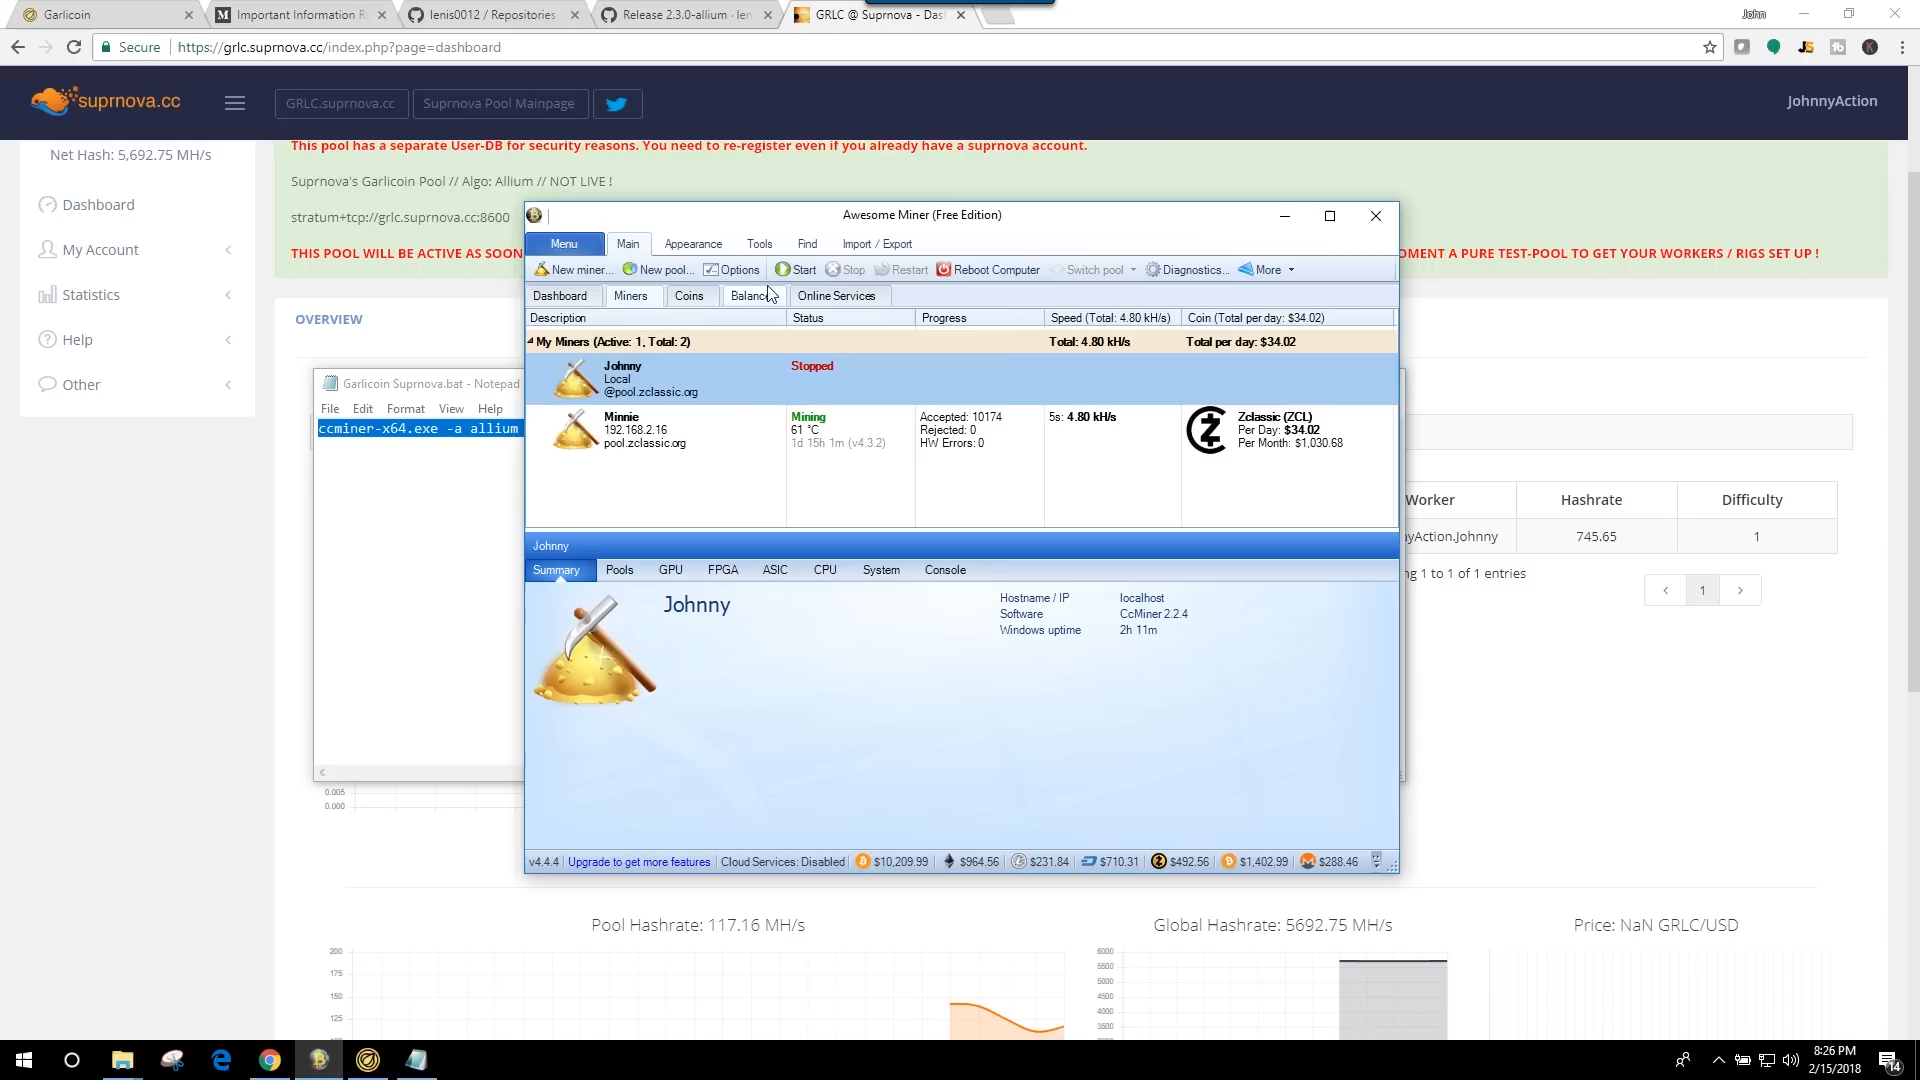 Garlicoin
Important Information R
lenis0012 / Repositories
Release 2.3.0-allium · len
GRLC @ Suprnova - Das
John
Secure
https://grlc.suprnova.cc/index.php?page=dashboard
suprnova.cc
GRLC.suprnova.cc
Suprnova Pool Mainpage
JohnnyAction
Net Hash: 5,692.75 MH/s
Dashboard
My Account
Statistics
Help
Other
This pool has a separate User-DB for security reasons. You need to re-register even if you already have a suprnova account.
Suprnova's Garlicoin Pool // Algo: Allium // NOT LIVE !
stratum+tcp://grlc.suprnova.cc:8600
THIS POOL WILL BE ACTIVE AS SOON
OMENT A PURE TEST-POOL TO GET YOUR WORKERS / RIGS SET UP !
OVERVIEW
Garlicoin Suprnova.bat - Notepad
File Edit Format View Help
ccminer-x64.exe -a allium
Awesome Miner (Free Edition)
Menu Main Appearance Tools Find Import / Export
New miner... New pool... Options Start Stop Restart Reboot Computer Switch pool Diagnostics... More
Dashboard Miners Coins Balance Online Services
Description Status Progress Speed (Total: 4.80 kH/s) Coin (Total per day: $34.02)
My Miners (Active: 1, Total: 2) Total: 4.80 kH/s Total per day: $34.02
Johnny
Local
@pool.zclassic.org
Stopped
Minnie
192.168.2.16
pool.zclassic.org
Mining
61 °C
1d 15h 1m (v4.3.2)
Accepted: 10174
Rejected: 0
HW Errors: 0
5s: 4.80 kH/s
Zclassic (ZCL)
Per Day: $34.02
Per Month: $1,030.68
Johnny
Summary Pools GPU FPGA ASIC CPU System Console
Johnny
Hostname / IP localhost
Software CcMiner 2.2.4
Windows uptime 2h 11m
v4.4.4 Upgrade to get more features Cloud Services: Disabled $10,209.99 $964.56 $231.84 $710.31 $492.56 $1,402.99 $288.46
Worker Hashrate Difficulty
yAction.Johnny 745.65 1
ng 1 to 1 of 1 entries
1
0.005
0.000
Pool Hashrate: 117.16 MH/s
200
175
150
125
Global Hashrate: 5692.75 MH/s
6000
5500
5000
4500
4000
3500
Price: NaN GRLC/USD
8:26 PM
2/15/2018
14